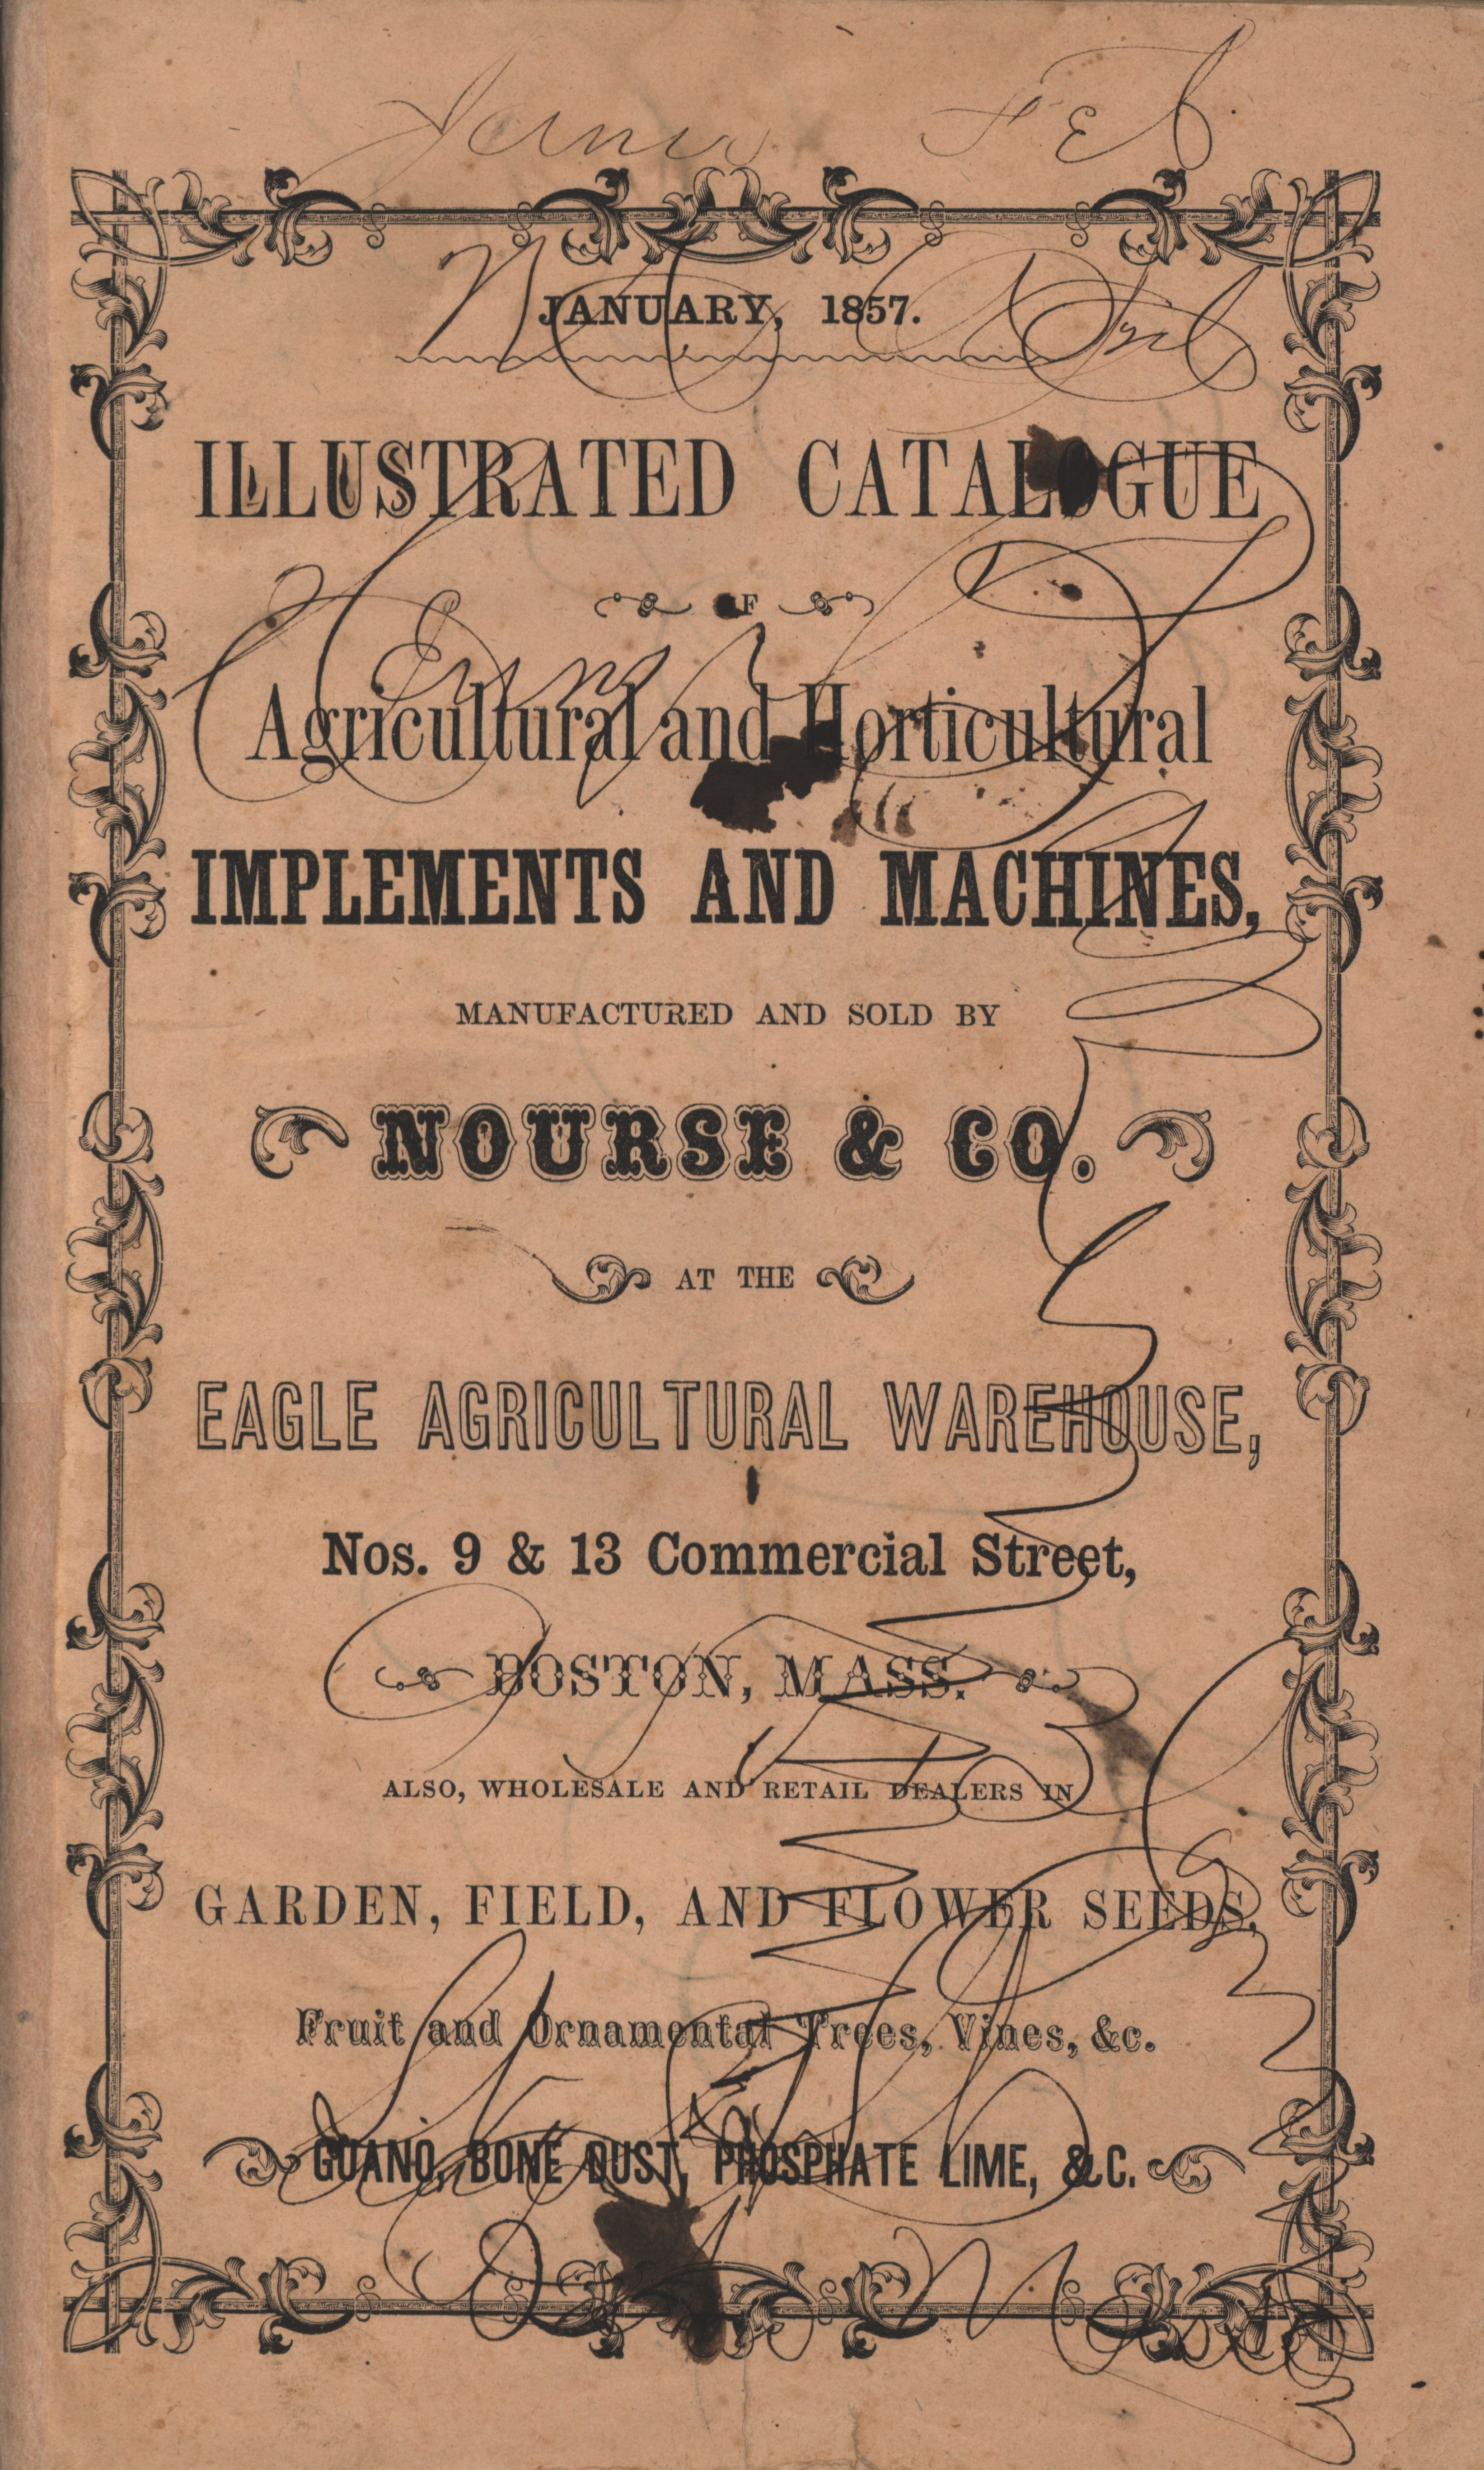 JANUARY, 1857.
ILLUSTRATED CATALOGUE
OF
Agricultural and Horticultural
IMPLEMENTS AND MACHINES,
MANUFACTURED AND SOLD BY
NOURSE & CO.
AT THE
EAGLE AGRICULTURAL WAREHOUSE,
Nos. 9 & 13 Commercial Street,
BOSTON, MASS.
ALSO, WHOLESALE AND RETAIL DEALERS IN
GARDEN, FIELD, AND FLOWER SEEDS,
Fruit and Ornamental Trees, Vines, &c.
GUANO, BONE DUST, PHOSPHATE LIME, &C.